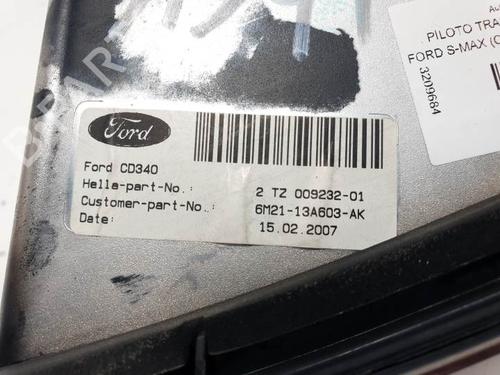 Au
PILOTO TRA
FORD S-MAX (
3209684
Ford
Ford CD340
Hella-part-No.: 2 TZ 009232-01
Customer-part-No.: 6M21-13A603-AK
Date: 15.02.2007